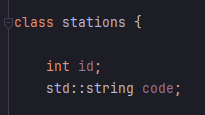 class stations {
int id;
std::string code;